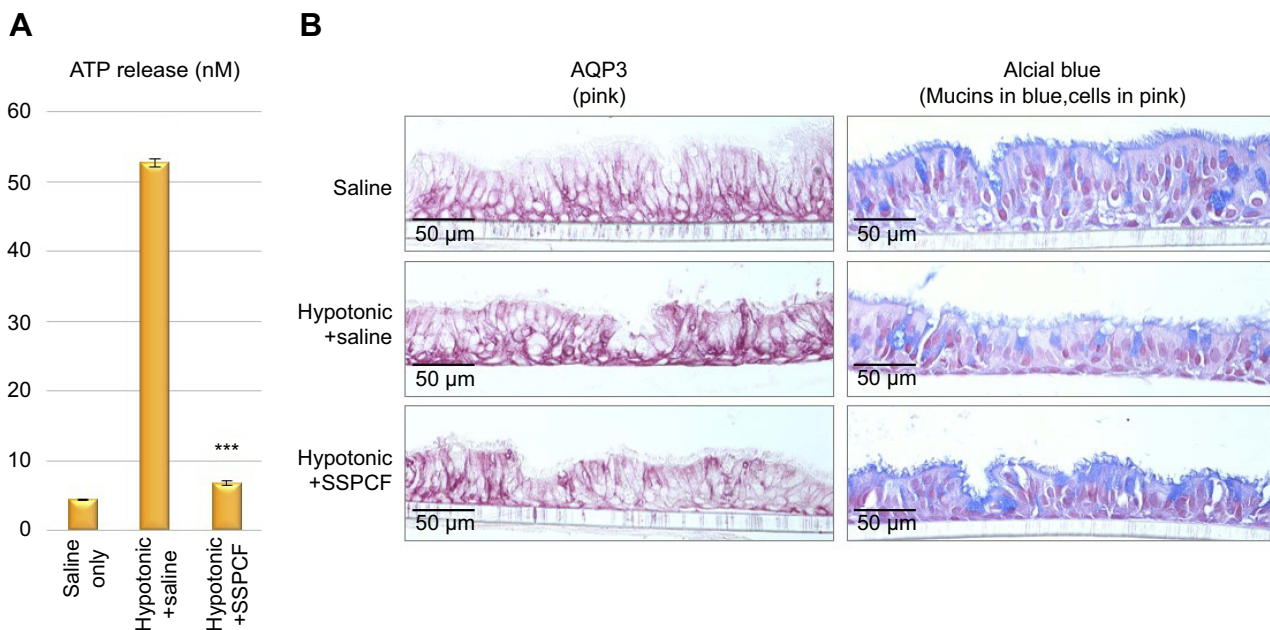 A
ATP release (nM)
60
50
40
30
20
10
0
***
Saline
only
Hypotonic
+saline
Hypotonic
+SSPCF
B
AQP3
(pink)
Alcial blue
(Mucins in blue,cells in pink)
Saline
50 µm
50 µm
Hypotonic
+saline
50 µm
50 µm
Hypotonic
+SSPCF
50 µm
50 µm